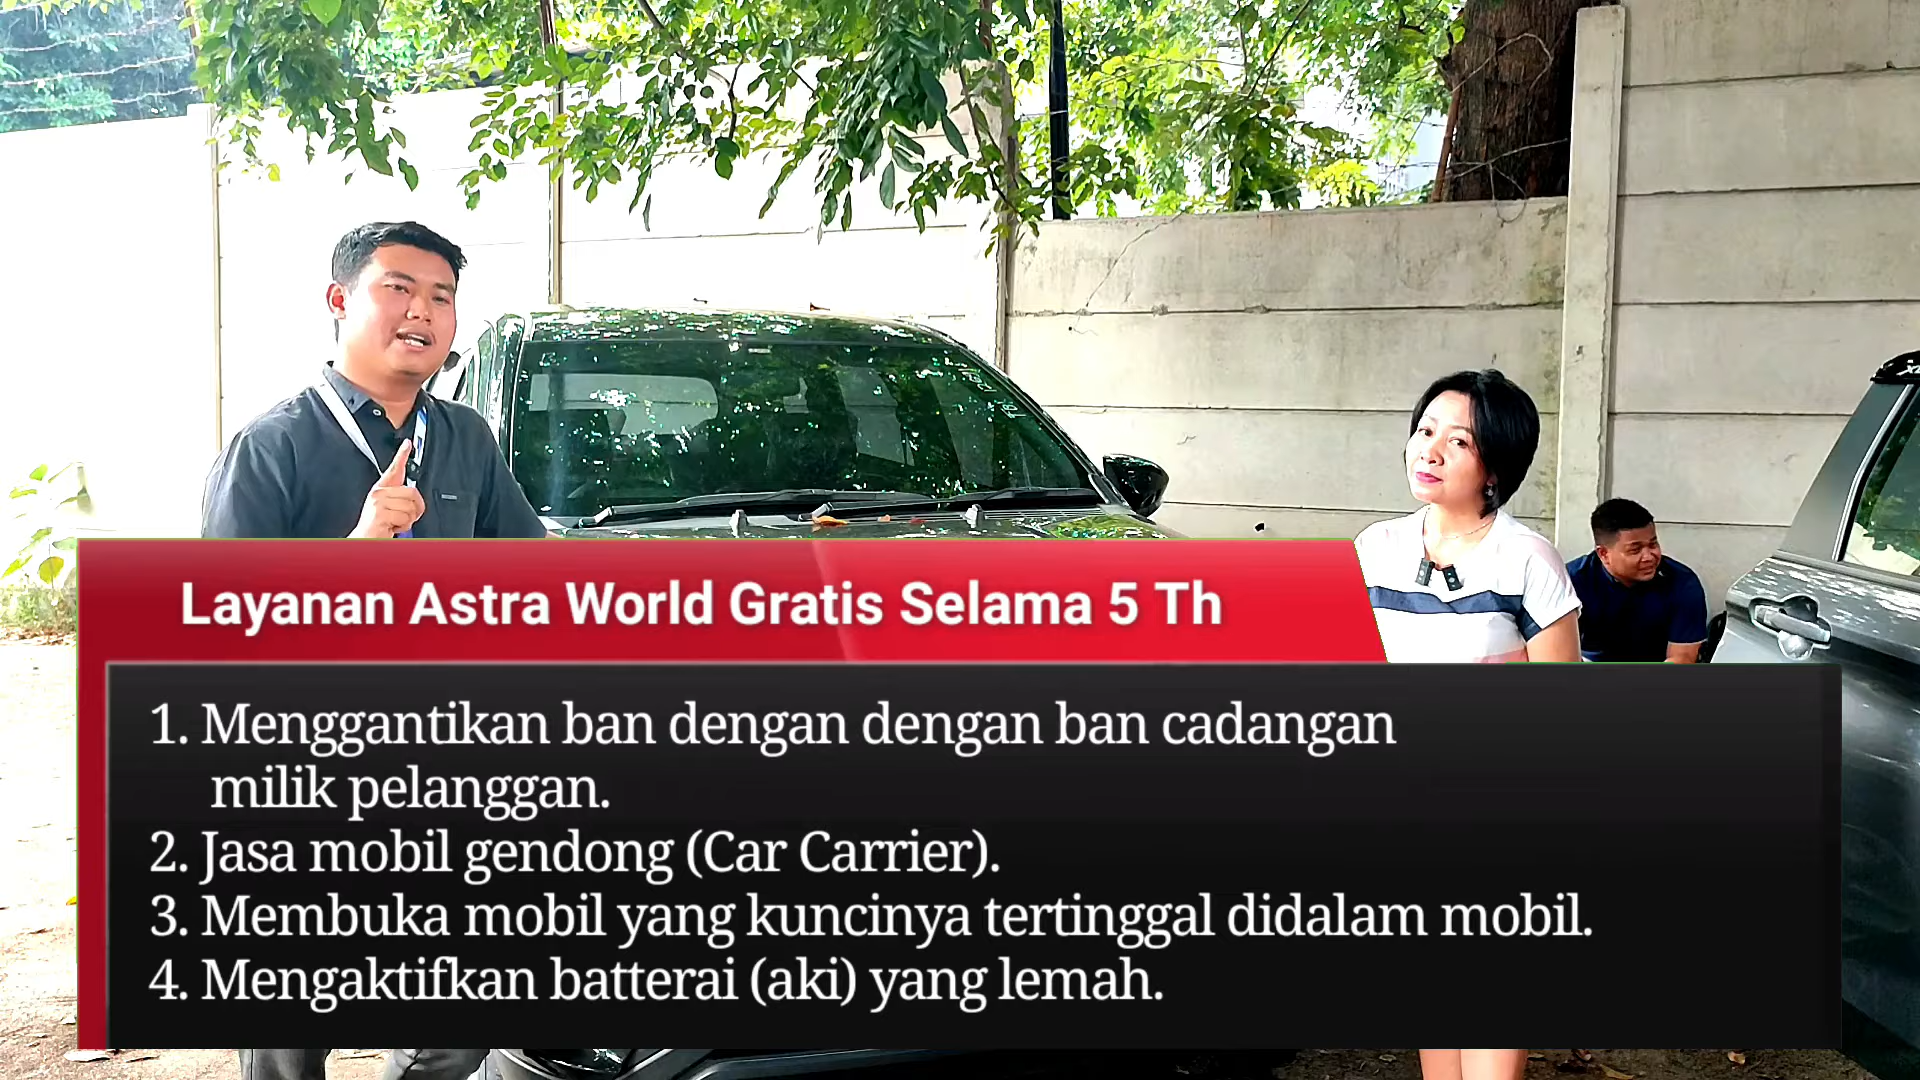 Layanan Astra World Gratis Selama 5 Th
1. Menggantikan ban dengan dengan ban cadangan
milik pelanggan.
2. Jasa mobil gendong (Car Carrier).
3. Membuka mobil yang kuncinya tertinggal didalam mobil.
4. Mengaktifkan batterai (aki) yang lemah.